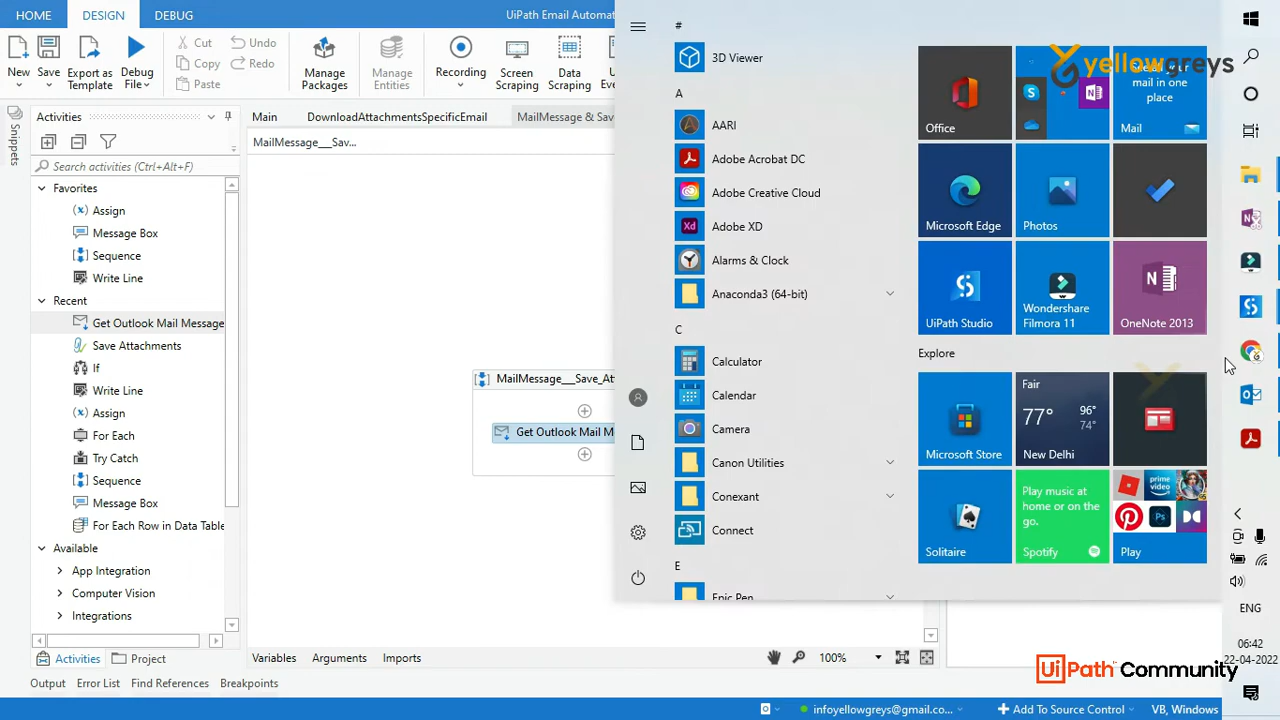 HOME
DESIGN
DEBUG
UiPath Email Automat
New
Save
Export as
Template
Debug
File
Cut
Copy
Paste
Undo
Redo
Manage
Packages
Manage
Entities
Recording
Screen
Scraping
Data
Scraping
Activities
Search activities (Ctrl+Alt+F)
Snippets
Favorites
(x) Assign
Message Box
Sequence
Write Line
Recent
Get Outlook Mail Message
Save Attachments
If
Write Line
(x) Assign
For Each
Try Catch
Sequence
Message Box
For Each Row in Data Table
Available
App Integration
Computer Vision
Integrations
Activities
Project
Output
Error List
Find References
Breakpoints
Main
DownloadAttachmentsSpecificEmail
MailMessage & Save
MailMessage___Sav...
MailMessage___Save_At
Get Outlook Mail M
Variables
Arguments
Imports
100%
infoyellowgreys@gmail.co...
Add To Source Control
VB, Windows
#
3D Viewer
A
AARI
Adobe Acrobat DC
Adobe Creative Cloud
Adobe XD
Alarms & Clock
Anaconda3 (64-bit)
C
Calculator
Calendar
Camera
Canon Utilities
Conexant
Connect
E
Epic Pen
Office
mail in one
place
Mail
yellowgreys
Microsoft Edge
Photos
UiPath Studio
Wondershare
Filmora 11
OneNote 2013
Explore
Microsoft Store
Fair
77°
96°
74°
New Delhi
Solitaire
Play music at
home or on the
go.
Spotify
prime video
Ps
Play
ENG
06:42
22-04-2022
UiPath Community